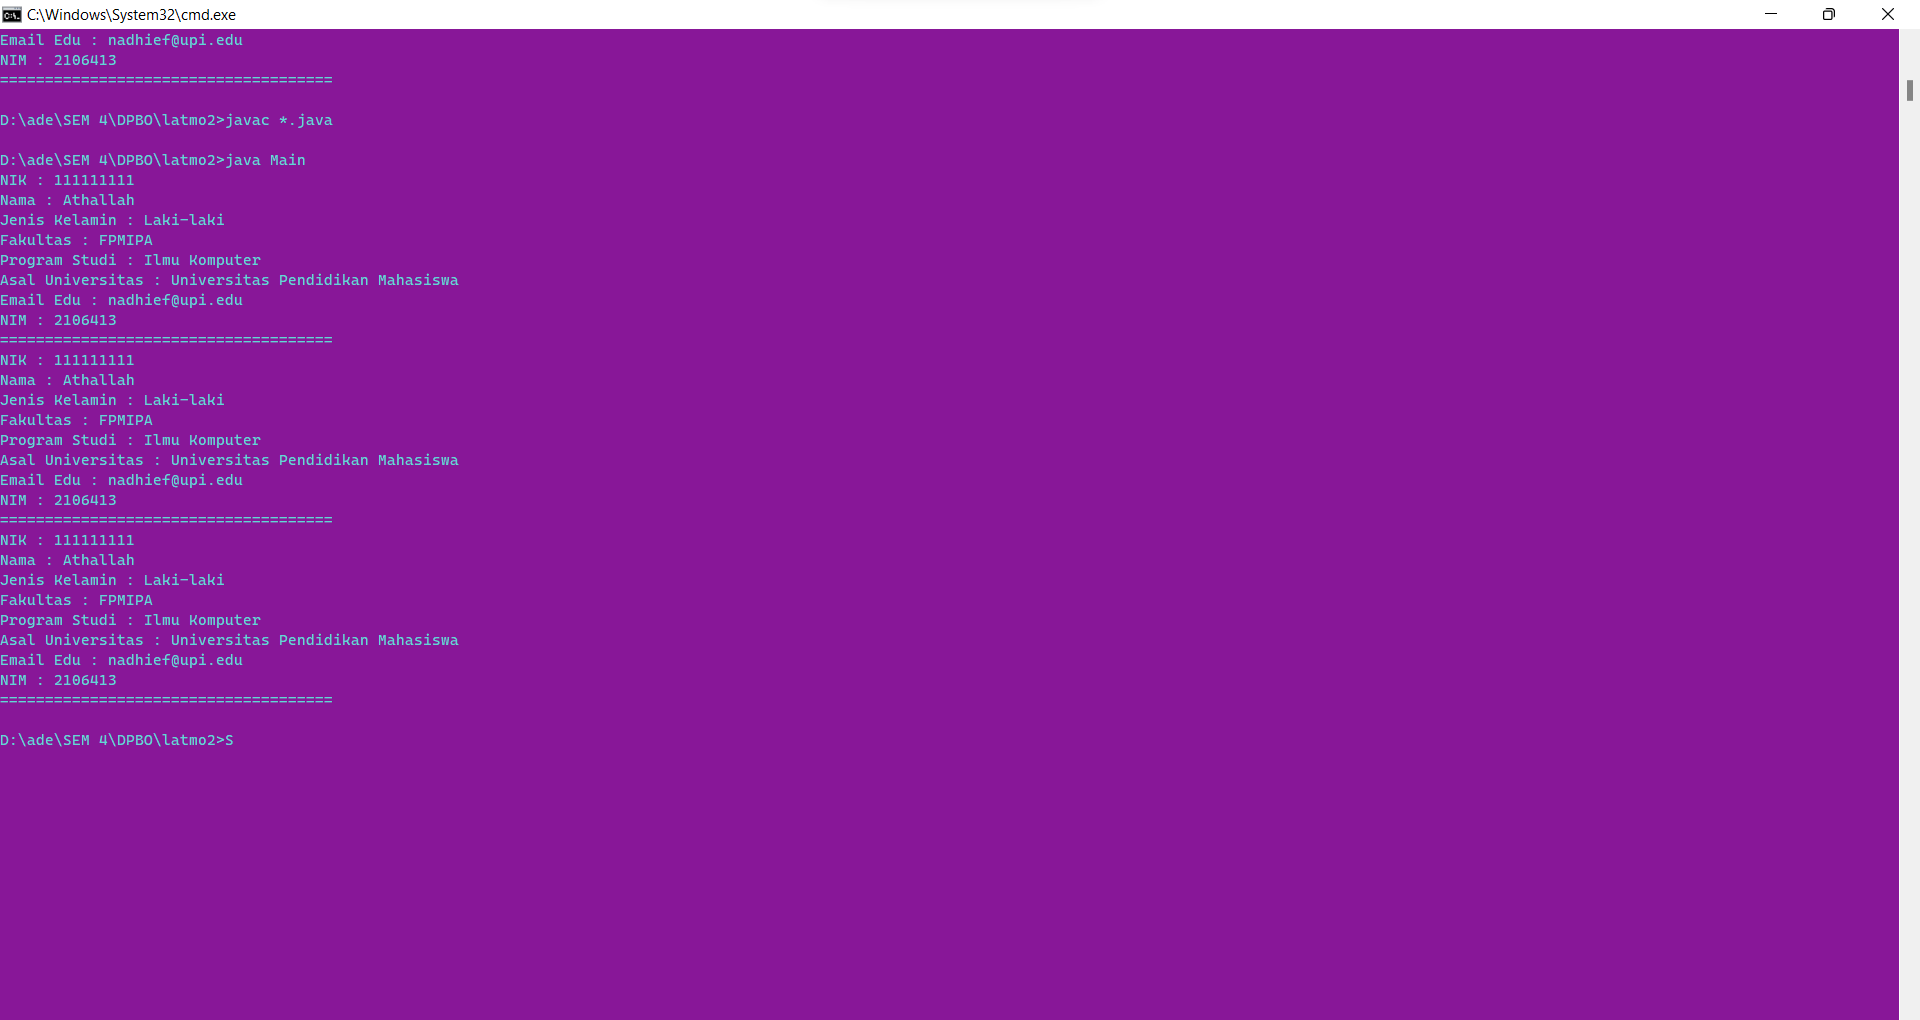 C:\Windows\System32\cmd.exe
Email Edu : nadhief@upi.edu
NIM : 2106413
=====================================
D:\ade\SEM 4\DPBO\latmo2>javac *.java
D:\ade\SEM 4\DPBO\latmo2>java Main
NIK : 111111111
Nama : Athallah
Jenis Kelamin : Laki-laki
Fakultas : FPMIPA
Program Studi : Ilmu Komputer
Asal Universitas : Universitas Pendidikan Mahasiswa
Email Edu : nadhief@upi.edu
NIM : 2106413
=====================================
NIK : 111111111
Nama : Athallah
Jenis Kelamin : Laki-laki
Fakultas : FPMIPA
Program Studi : Ilmu Komputer
Asal Universitas : Universitas Pendidikan Mahasiswa
Email Edu : nadhief@upi.edu
NIM : 2106413
=====================================
NIK : 111111111
Nama : Athallah
Jenis Kelamin : Laki-laki
Fakultas : FPMIPA
Program Studi : Ilmu Komputer
Asal Universitas : Universitas Pendidikan Mahasiswa
Email Edu : nadhief@upi.edu
NIM : 2106413
=====================================
D:\ade\SEM 4\DPBO\latmo2>S